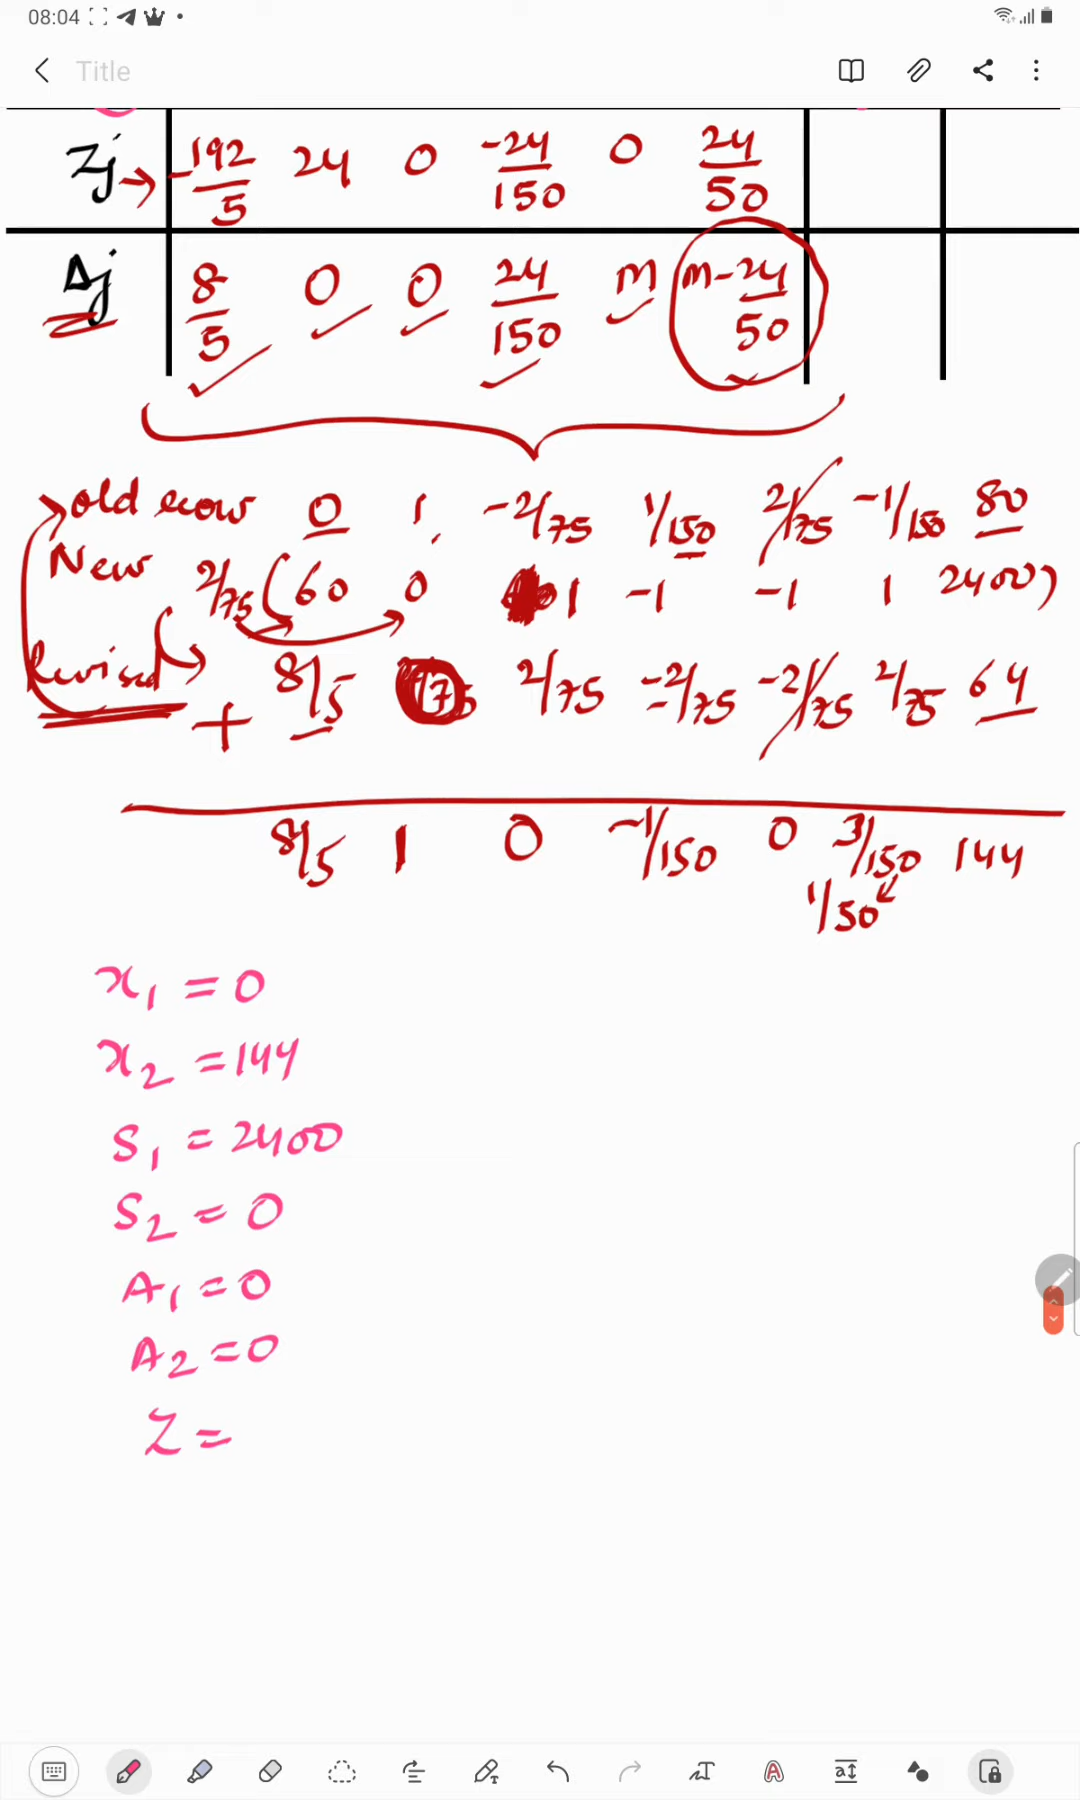 08:04
Title
Zj → -192/5 24 0 -24/150 0 24/50
Δj 8/5 0 0 24/150 M M-24/50
old row 0 1 -2/75 1/150 2/75 -1/150 80
New 2/75 (60 0 1 -1 -1 1 2400)
Revised + 8/5 2/75 -2/75 -2/75 2/75 64
8/5 1 0 -1/150 0 3/150 144
1/50
x1 = 0
x2 = 144
S1 = 2400
S2 = 0
A1 = 0
A2 = 0
Z =